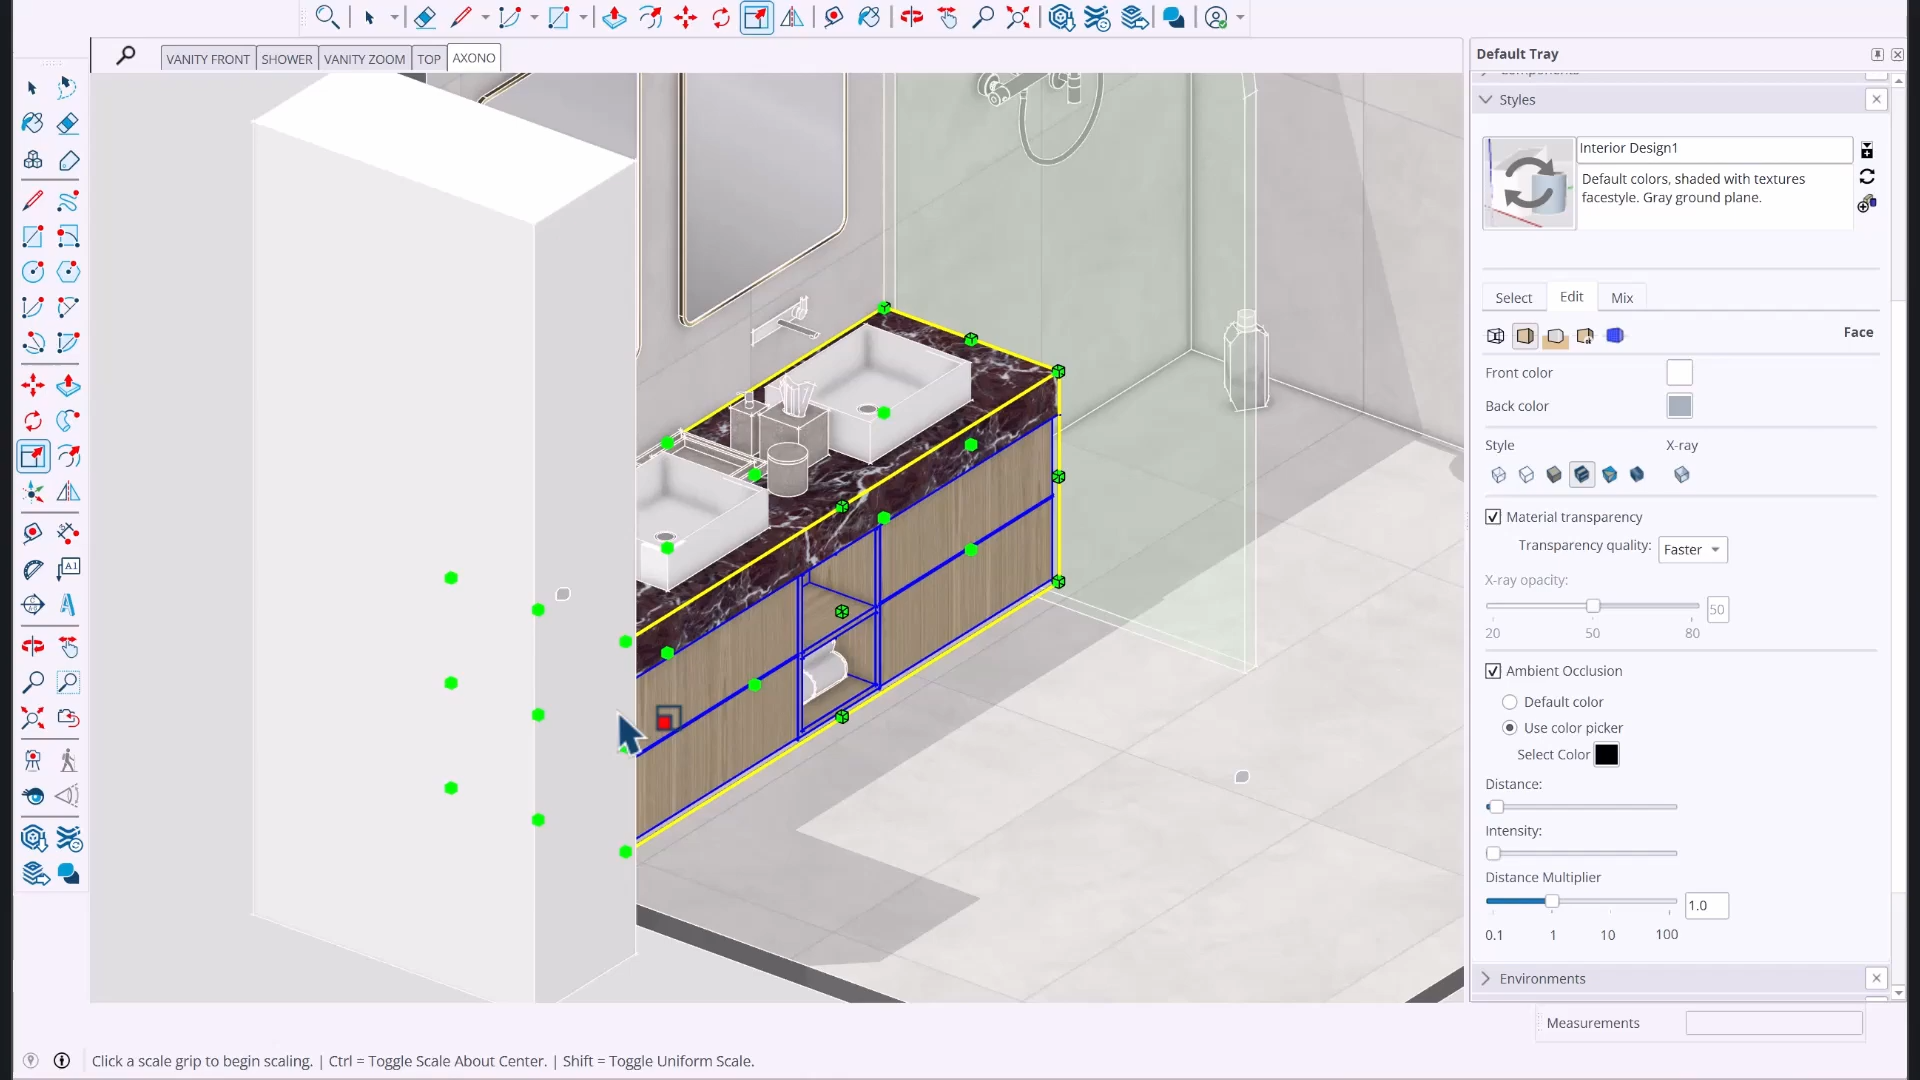 VANITY FRONT
SHOWER
VANITY ZOOM
TOP
AXONO
Default Tray
Components
Styles
Interior Design1
Default colors, shaded with textures
facestyle. Gray ground plane.
Select
Edit
Mix
Face
Front color
Back color
Style
X-ray
Material transparency
Transparency quality:
Faster
X-ray opacity:
50
20
50
80
Ambient Occlusion
Default color
Use color picker
Select Color
Distance:
Intensity:
Distance Multiplier
1.0
0.1
1
10
100
Environments
Measurements
A1
Click a scale grip to begin scaling. | Ctrl = Toggle Scale About Center. | Shift = Toggle Uniform Scale.